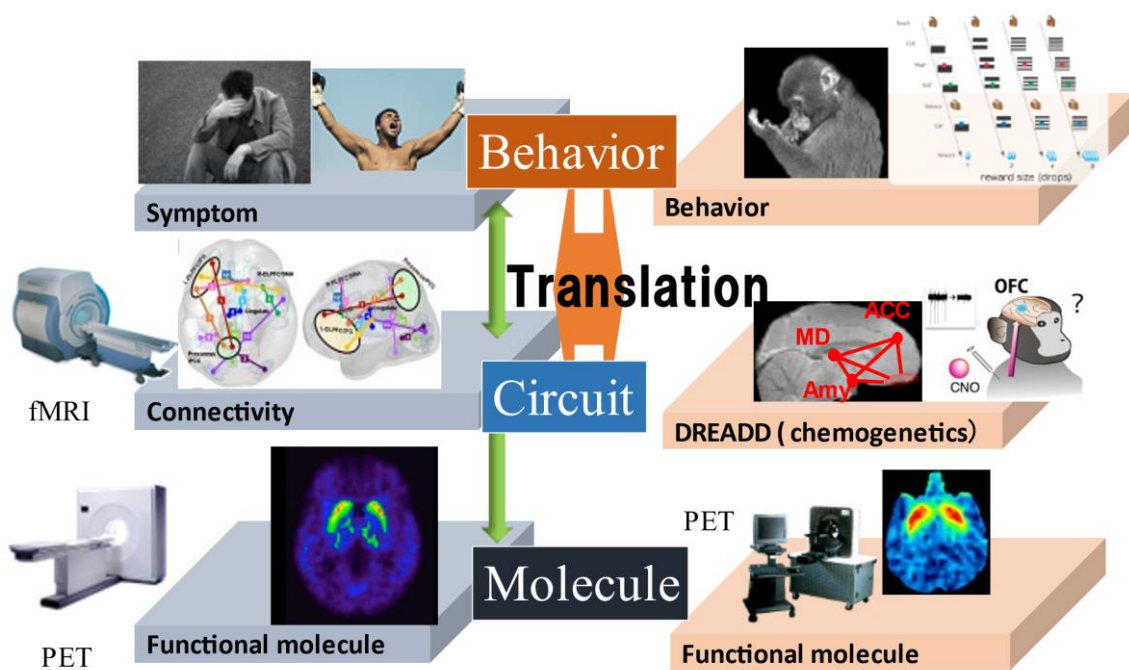 Touch
reward size (drops)
Behavior
Symptom
Behavior
Translation
fMRI
Connectivity
Circuit
ACC
MD
Amy
OFC
?
CNO
DREADD ( chemogenetics）
PET
Functional molecule
Molecule
PET
Functional molecule